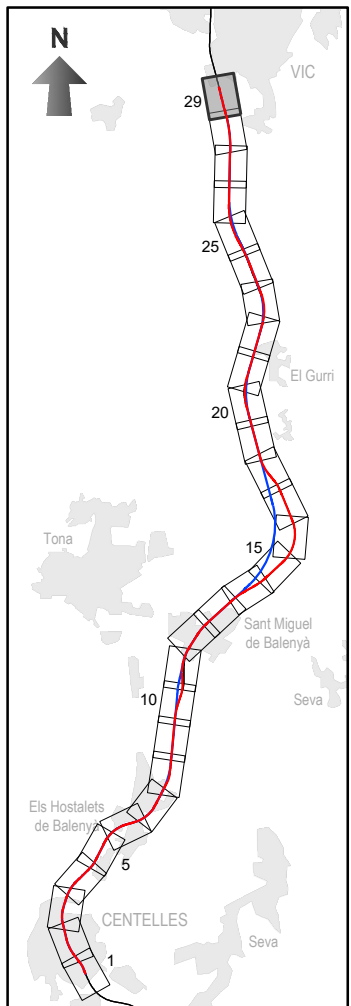 N
VIC
29
25
El Gurri
20
Tona
15
Sant Miguel
de Balenyà
Seva
10
Els Hostalets
de Balenyà
5
CENTELLES
Seva
1